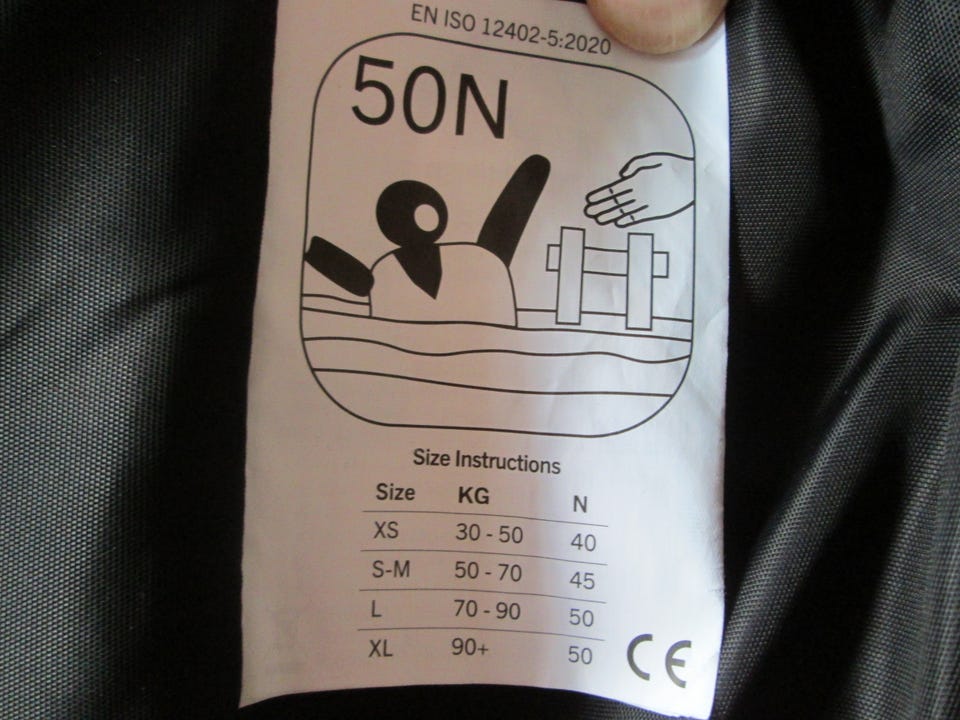 EN ISO 12402-5:2020
50N
Size Instructions
Size KG N
XS 30 - 50 40
S-M 50 - 70 45
L 70 - 90 50
XL 90+ 50
CE